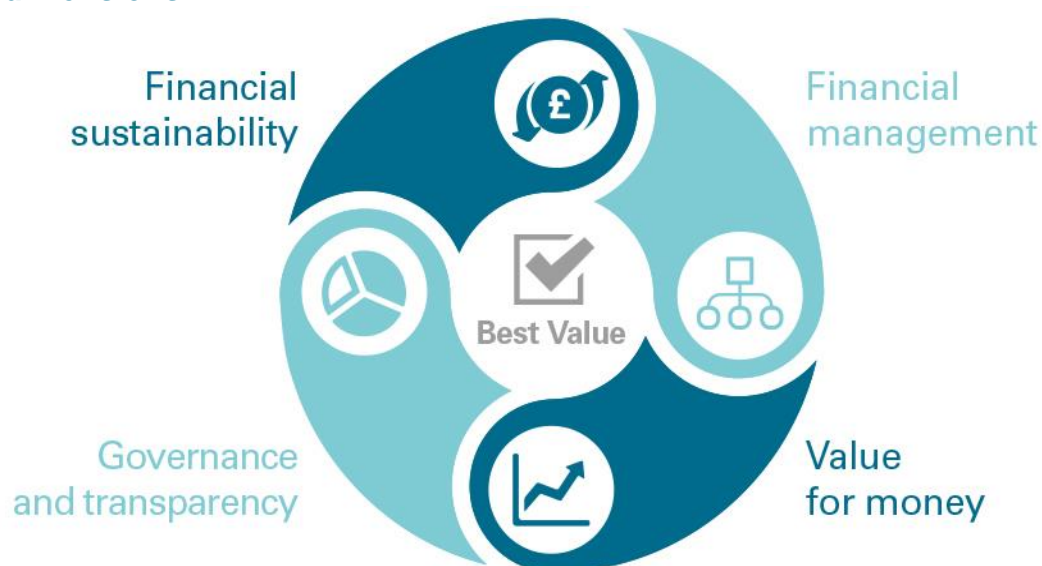 Financial
sustainability
Financial
management
£
Best Value
Governance
and transparency
Value
for money